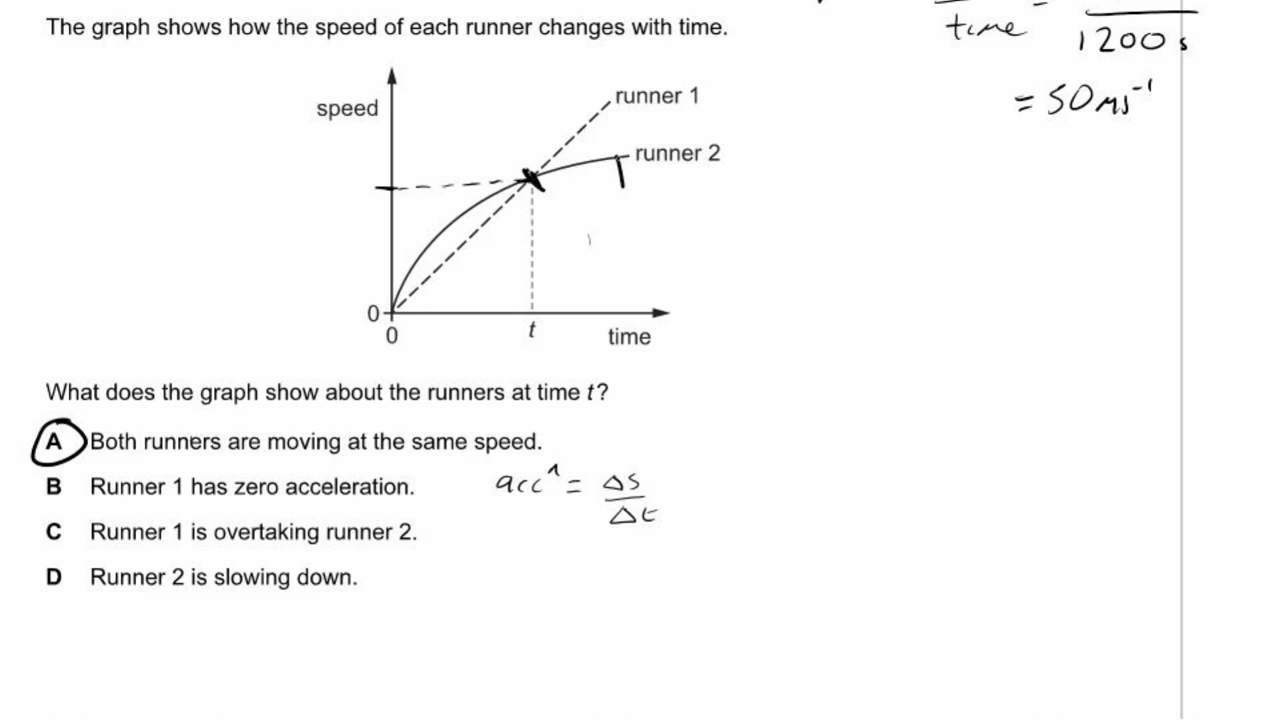 The graph shows how the speed of each runner changes with time.
time
1200 s
= 50 ms⁻¹
runner 1
speed
runner 2
0
0
t
time
What does the graph show about the runners at time t?
A Both runners are moving at the same speed.
B Runner 1 has zero acceleration.
accⁿ = ΔS
Δt
C Runner 1 is overtaking runner 2.
D Runner 2 is slowing down.